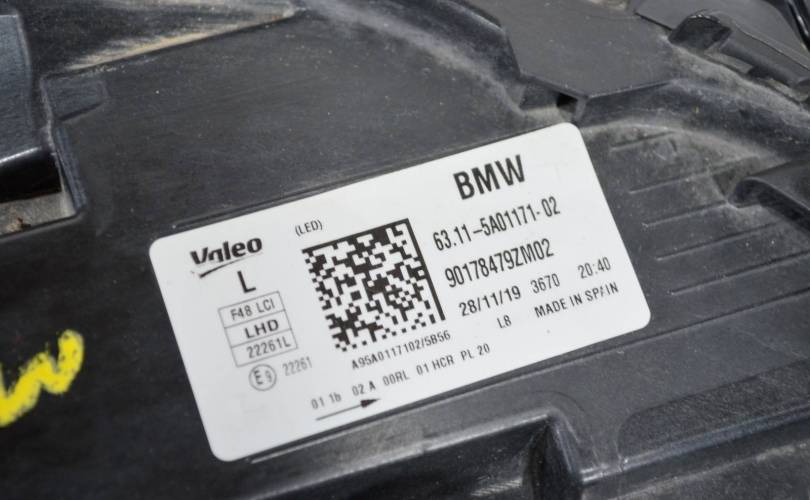 BMW
Valeo
(LED)
63.11-5A01171-02
L
90178479ZM02
F48 LCI
28/11/19 3670 20:40
LHD
L8 MADE IN SPAIN
22261L
A95A0117102/5B56
E9 22261
01 1b 02 A 00RL 01 HCR PL 20